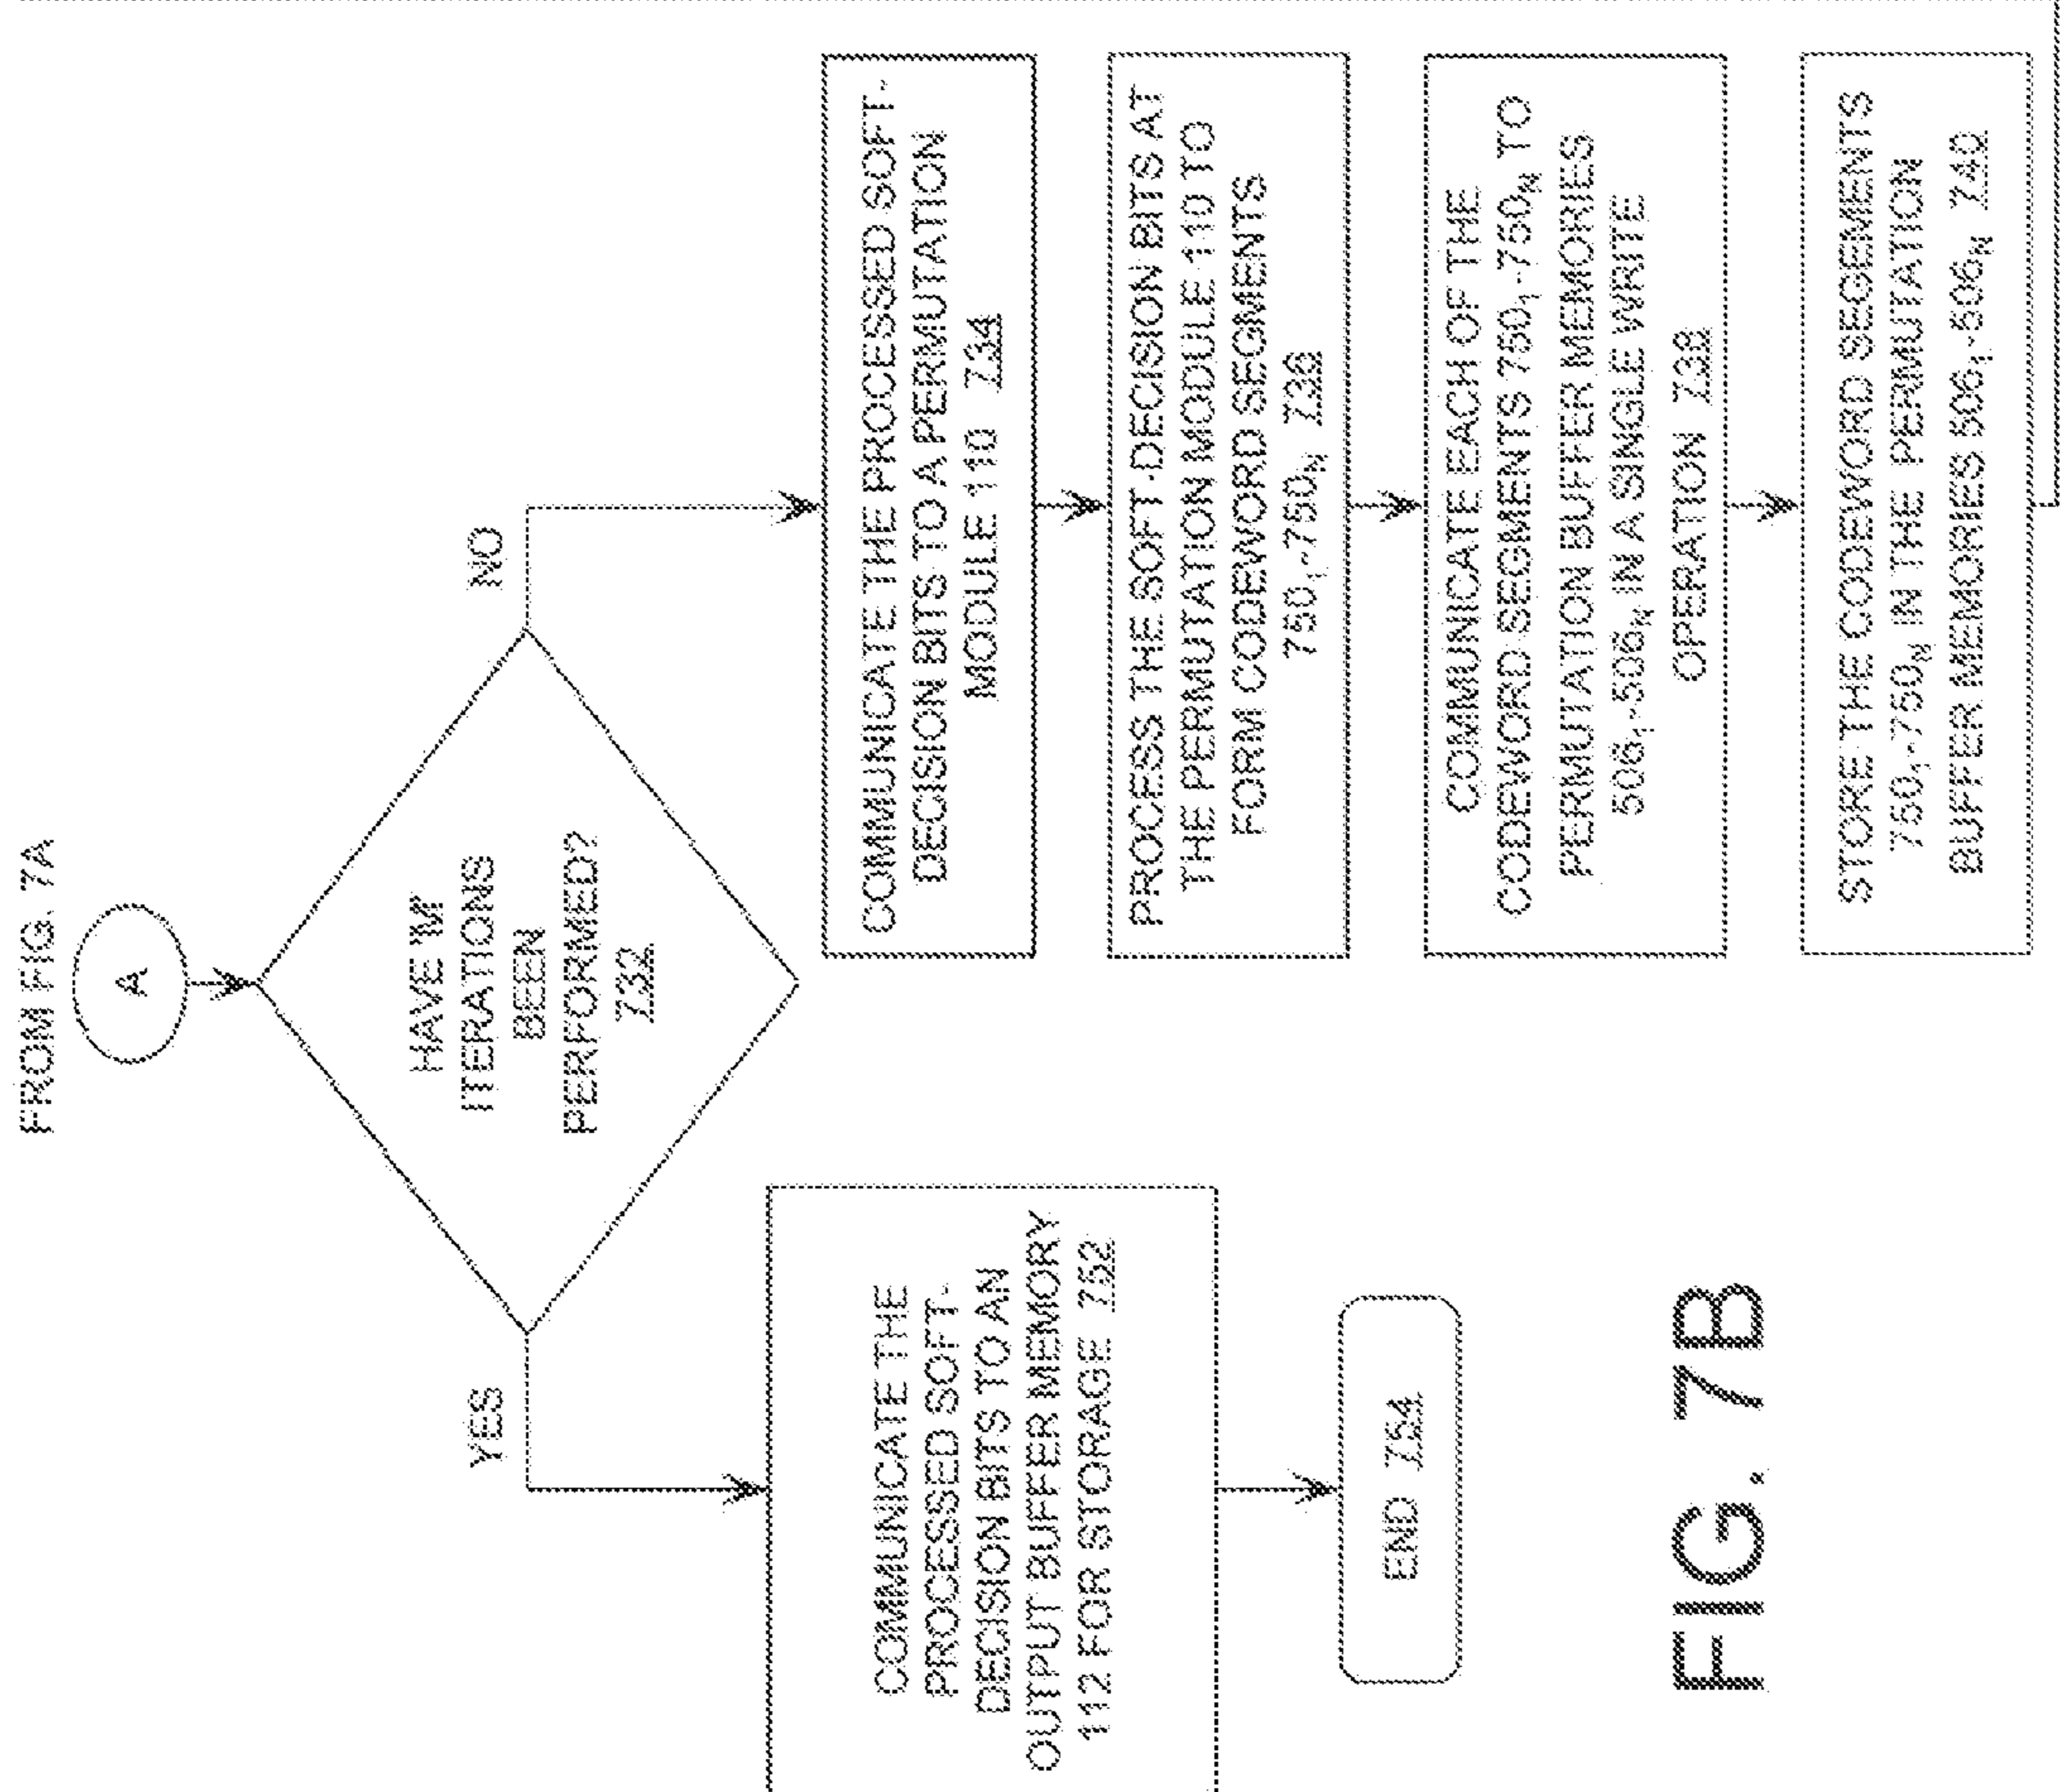 FROM FIG. 7A
A
HAVE 'M'
ITERATIONS
BEEN
PERFORMED?
732
YES
NO
COMMUNICATE THE
PROCESSED SOFT-
DECISION BITS TO AN
OUTPUT BUFFER MEMORY
112 FOR STORAGE 752
END 754
COMMUNICATE THE PROCESSED SOFT-
DECISION BITS TO A PERMUTATION
MODULE 110 734
PROCESS THE SOFT-DECISION BITS AT
THE PERMUTATION MODULE 110 TO
FORM CODEWORD SEGMENTS
750₁-750N 736
COMMUNICATE EACH OF THE
CODEWORD SEGMENTS 750₁-750N TO
PERMUTATION BUFFER MEMORIES
506₁-506N IN A SINGLE WRITE
OPERATION 738
STORE THE CODEWORD SEGEMENTS
750₁-750N IN THE PERMUTATION
BUFFER MEMORIES 506₁-506N 740
FIG. 7B